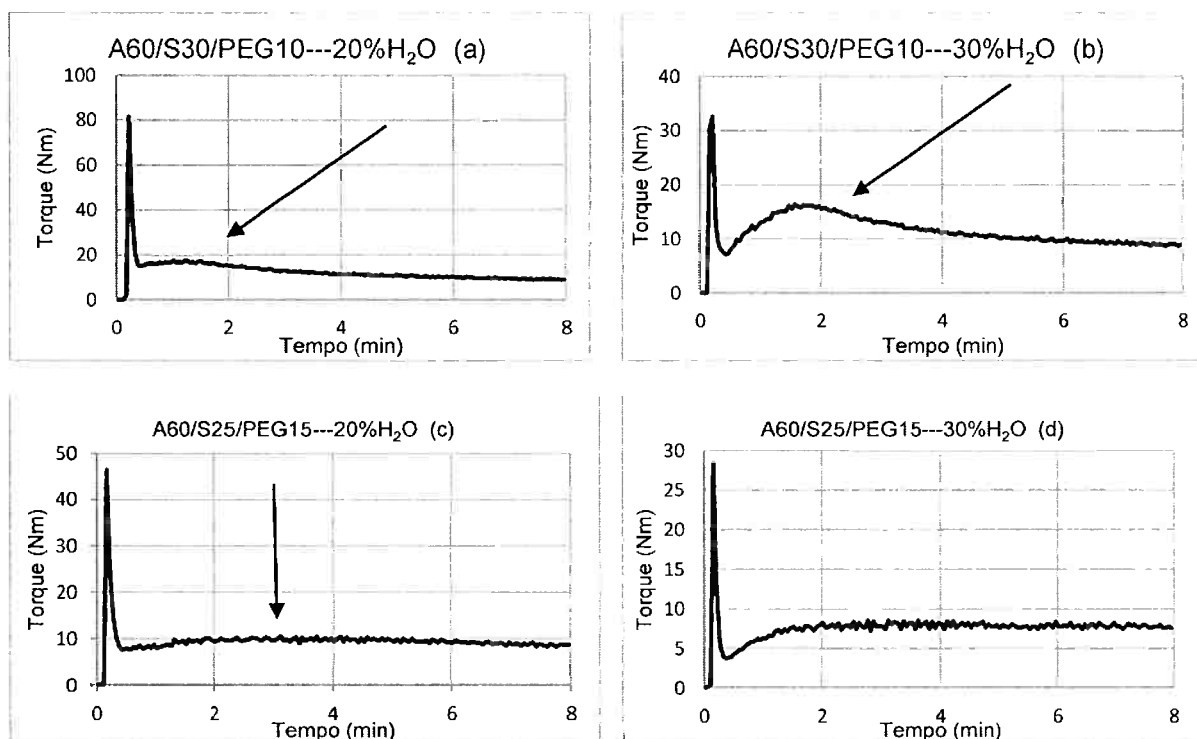 A60/S30/PEG10---20%H₂O (a)
Torque (Nm)
100
80
60
40
20
0
0 2 4 6 8
Tempo (min)
A60/S30/PEG10---30%H₂O (b)
Torque (Nm)
40
30
20
10
0
0 2 4 6 8
Tempo (min)
A60/S25/PEG15---20%H₂O (c)
Torque (Nm)
50
40
30
20
10
0
0 2 4 6 8
Tempo (min)
A60/S25/PEG15---30%H₂O (d)
Torque (Nm)
30
25
20
15
10
5
0
0 2 4 6 8
Tempo (min)